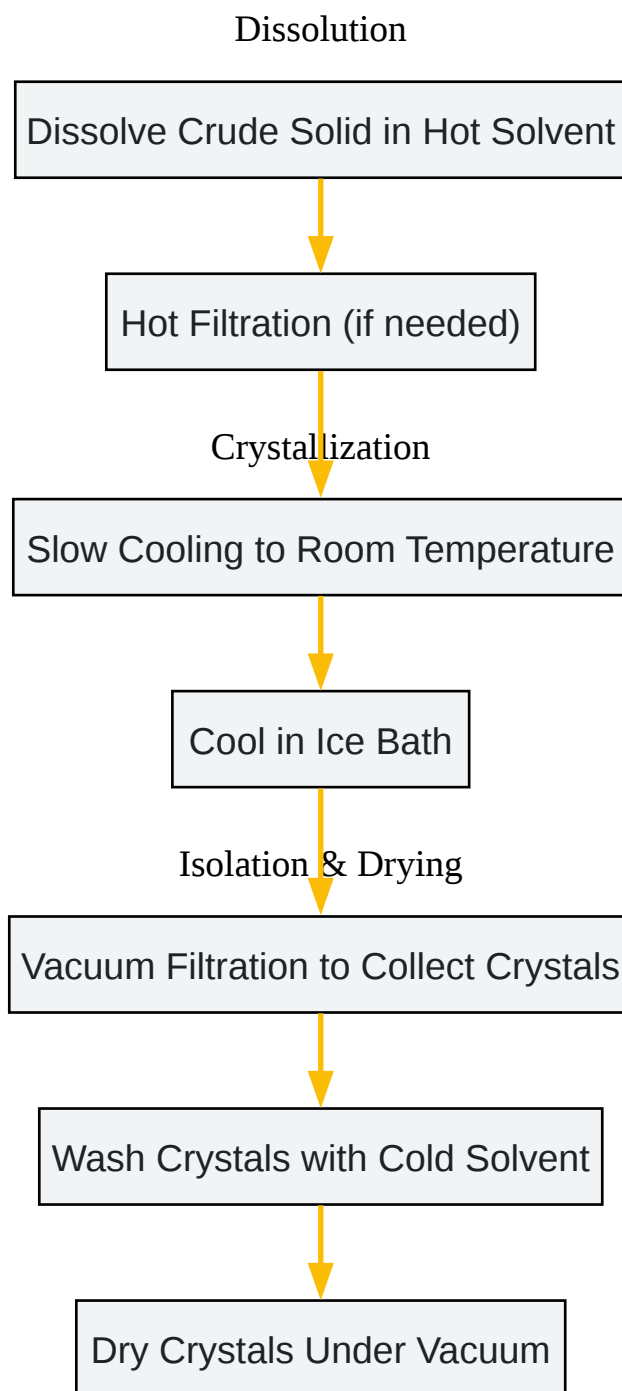 Dissolution
Dissolve Crude Solid in Hot Solvent
Hot Filtration (if needed)
Crystallization
Slow Cooling to Room Temperature
Cool in Ice Bath
Isolation & Drying
Vacuum Filtration to Collect Crystals
Wash Crystals with Cold Solvent
Dry Crystals Under Vacuum